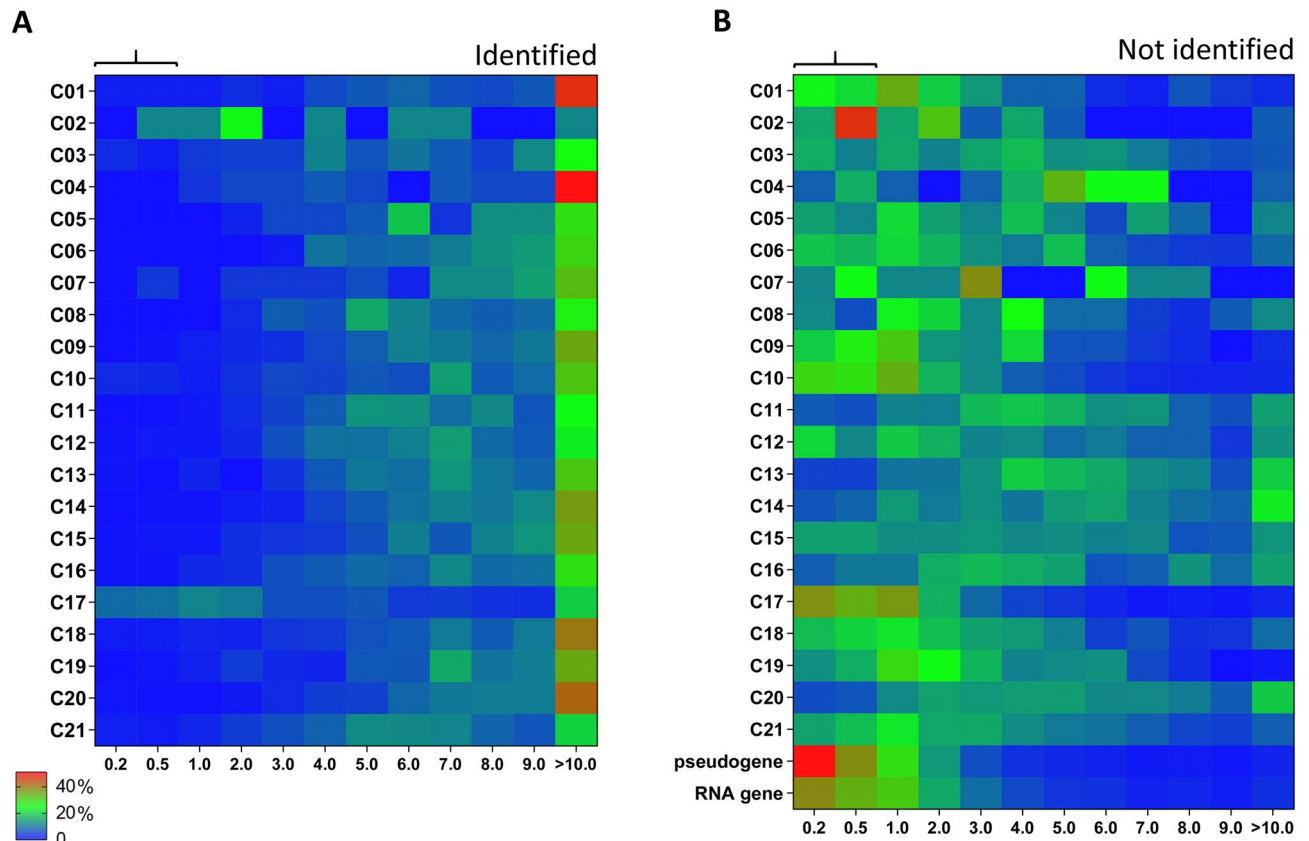 A
Identified
C01
C02
C03
C04
C05
C06
C07
C08
C09
C10
C11
C12
C13
C14
C15
C16
C17
C18
C19
C20
C21
0.2 0.5 1.0 2.0 3.0 4.0 5.0 6.0 7.0 8.0 9.0 >10.0
40%
20%
0
B
Not identified
C01
C02
C03
C04
C05
C06
C07
C08
C09
C10
C11
C12
C13
C14
C15
C16
C17
C18
C19
C20
C21
pseudogene
RNA gene
0.2 0.5 1.0 2.0 3.0 4.0 5.0 6.0 7.0 8.0 9.0 >10.0